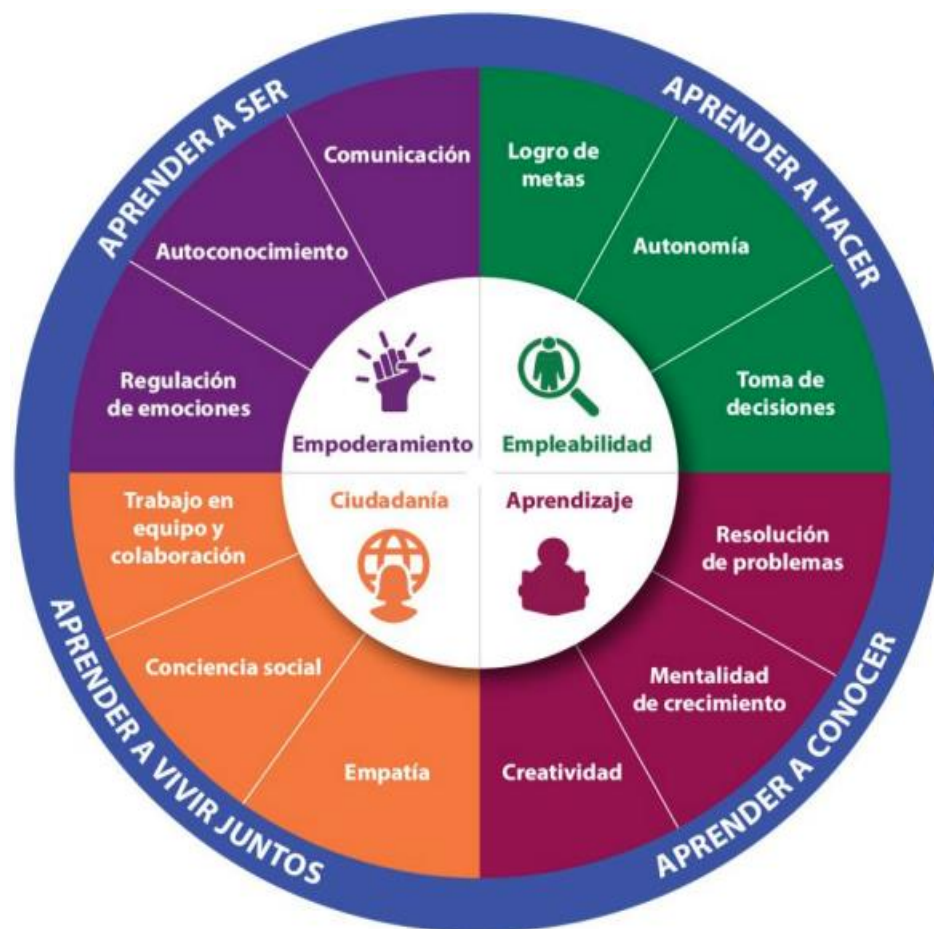 APRENDER A SER
APRENDER A HACER
Comunicación
Logro de
metas
Autoconocimiento
Autonomía
Regulación
de emociones
Toma de
decisiones
Empoderamiento
Empleabilidad
Ciudadanía
Aprendizaje
Trabajo en
equipo y
colaboración
Resolución
de problemas
Conciencia social
Mentalidad
de crecimiento
Empatía
Creatividad
APRENDER A VIVIR JUNTOS
APRENDER A CONOCER